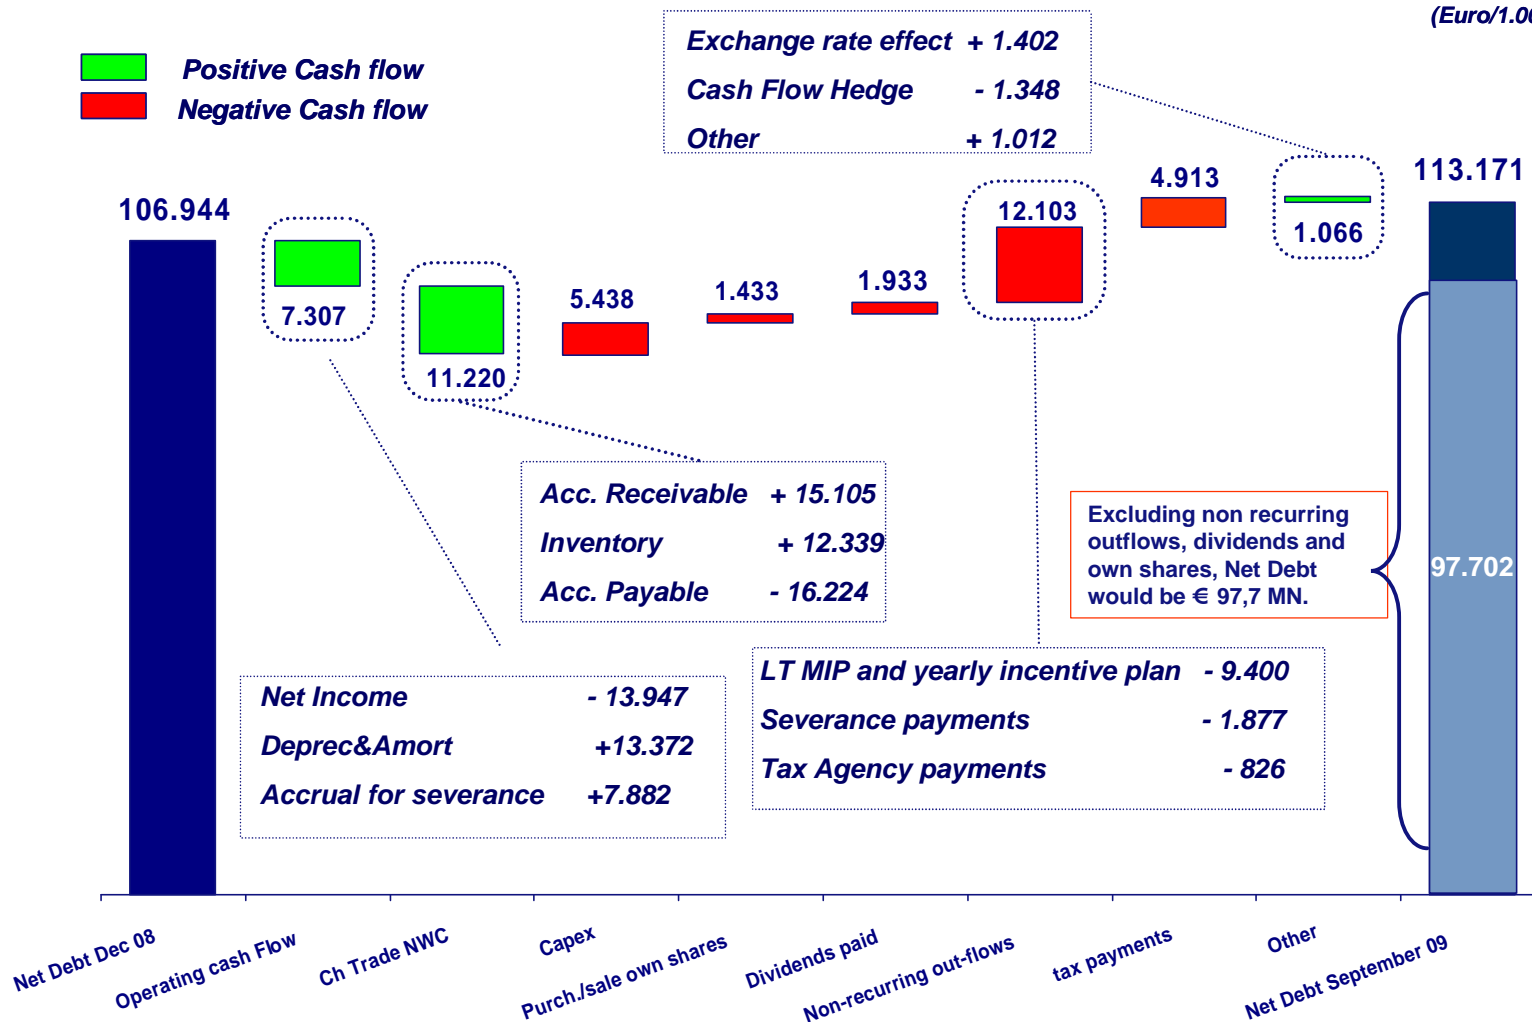 (Euro/1.00
Positive Cash flow
Negative Cash flow
Exchange rate effect + 1.402
Cash Flow Hedge - 1.348
Other + 1.012
106.944
7.307
11.220
5.438
1.433
1.933
12.103
4.913
1.066
113.171
Acc. Receivable + 15.105
Inventory + 12.339
Acc. Payable - 16.224
Excluding non recurring
outflows, dividends and
own shares, Net Debt
would be € 97,7 MN.
97.702
Net Income - 13.947
Deprec&Amort +13.372
Accrual for severance +7.882
LT MIP and yearly incentive plan - 9.400
Severance payments - 1.877
Tax Agency payments - 826
Net Debt Dec 08
Operating cash Flow
Ch Trade NWC
Capex
Purch./sale own shares
Dividends paid
Non-recurring out-flows
tax payments
Other
Net Debt September 09